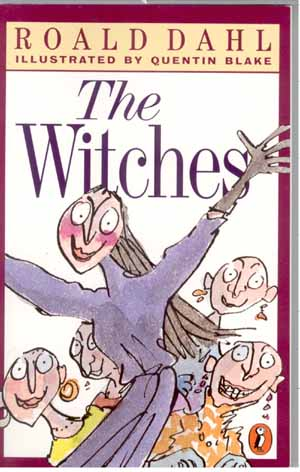 ROALD DAHL
ILLUSTRATED BY QUENTIN BLAKE
The
Witches